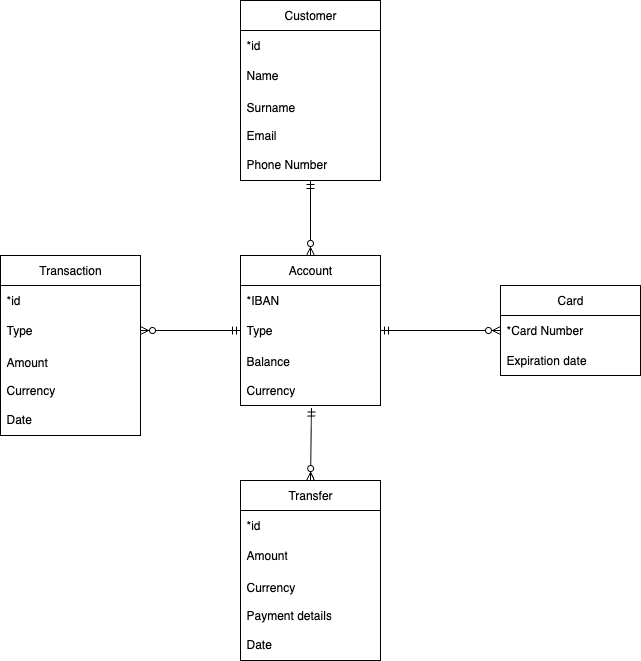 Customer
*id
Name
Surname
Email
Phone Number
Transaction
*id
Type
Amount
Currency
Date
Account
*IBAN
Type
Balance
Currency
Card
*Card Number
Expiration date
Transfer
*id
Amount
Currency
Payment details
Date